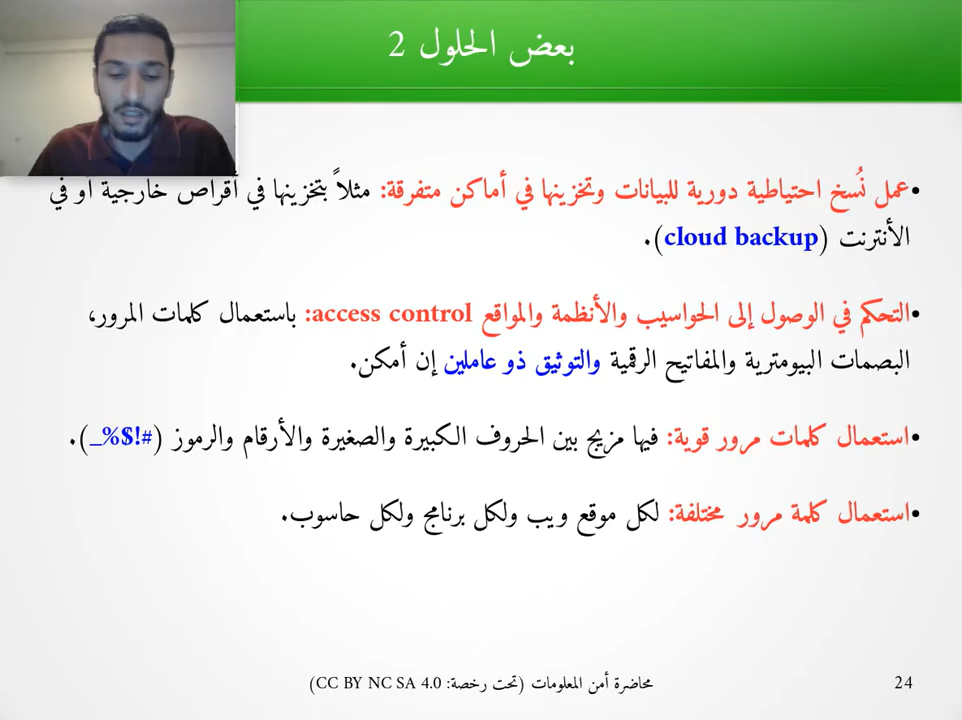 بعض الحلول 2
•عمل نُسخ احتياطية دورية للبيانات وتخزينها في أماكن متفرقة: مثلاً بتخزينها في أقراص خارجية أو في
الأنترنت (cloud backup).
•التحكم في الوصول إلى الحواسيب والأنظمة والمواقع access control: باستعمال كلمات المرور،
البصمات البيومترية والمفاتيح الرقمية والتوثيق ذو عاملين إن أمكن.
•استعمال كلمات مرور قوية: فيها مزيج بين الحروف الكبيرة والصغيرة والأرقام والرموز (#!$%_).
•استعمال كلمة مرور مختلفة: لكل موقع ويب ولكل برنامج ولكل حاسوب.
محاضرة أمن المعلومات (تحت رخصة: CC BY NC SA 4.0)
24